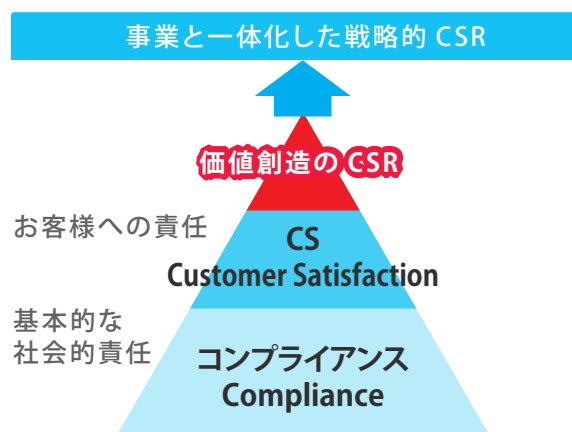 事業と一体化した戦略的 CSR
価値創造の CSR
お客様への責任
CS
Customer Satisfaction
基本的な
社会的責任
コンプライアンス
Compliance